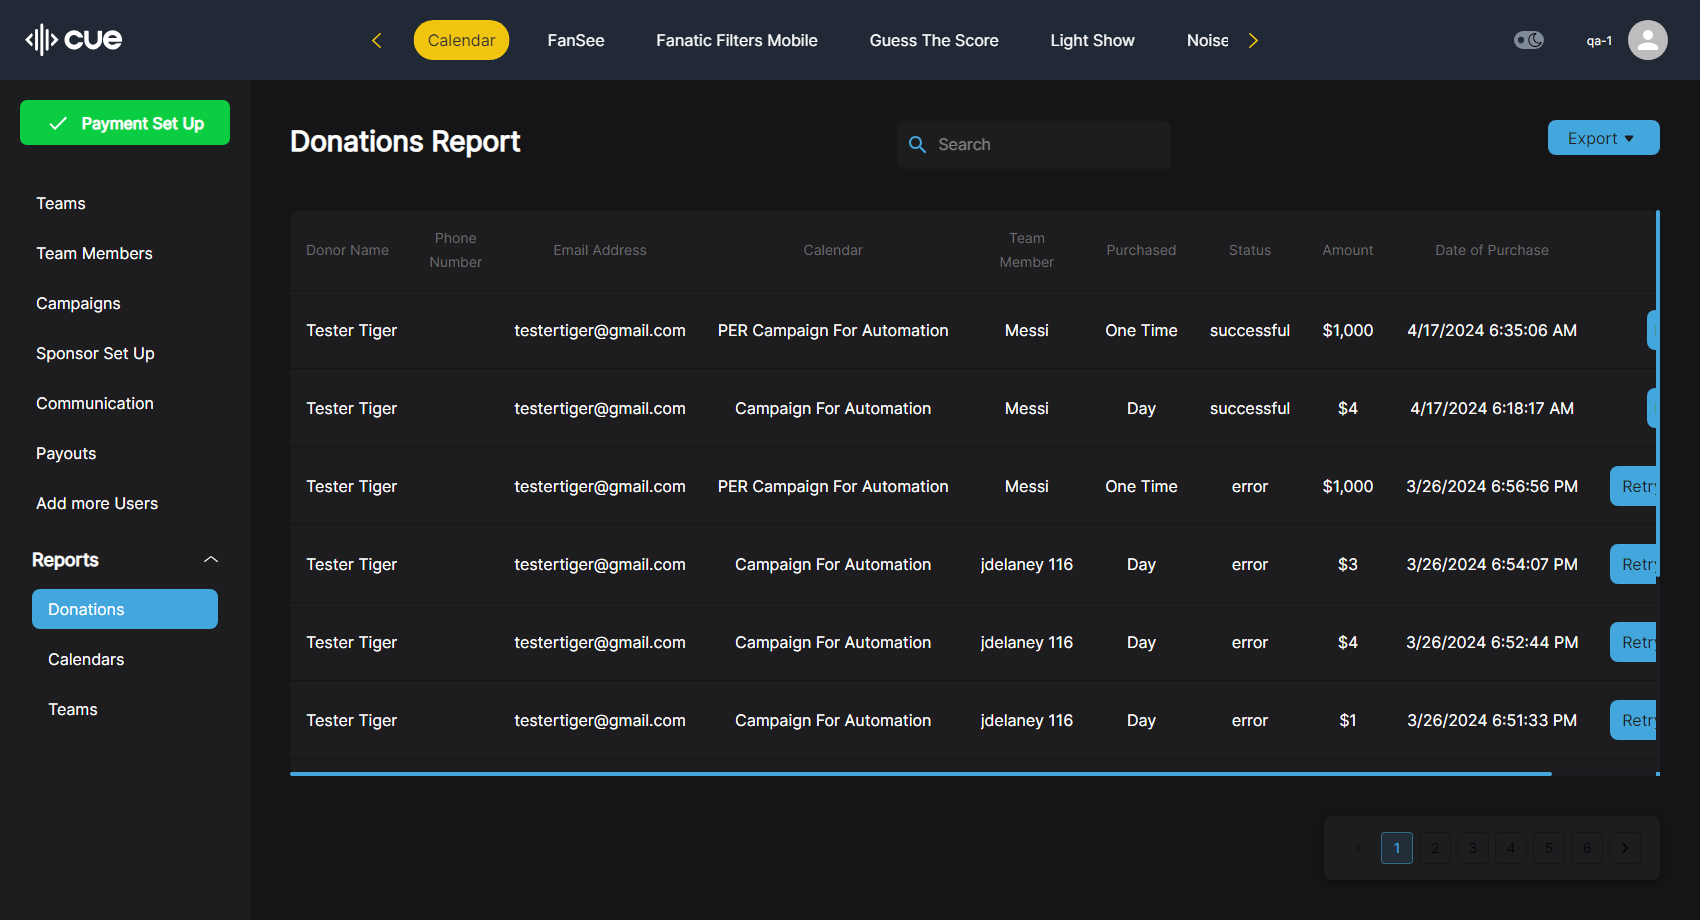 cue
Calendar
FanSee
Fanatic Filters Mobile
Guess The Score
Light Show
Noise
qa-1
Payment Set Up
Teams
Team Members
Campaigns
Sponsor Set Up
Communication
Payouts
Add more Users
Reports
Donations
Calendars
Teams
Donations Report
Search
Export
Donor Name Phone Number Email Address Calendar Team Member Purchased Status Amount Date of Purchase
Tester Tiger testertiger@gmail.com PER Campaign For Automation Messi One Time successful $1,000 4/17/2024 6:35:06 AM
Tester Tiger testertiger@gmail.com Campaign For Automation Messi Day successful $4 4/17/2024 6:18:17 AM
Tester Tiger testertiger@gmail.com PER Campaign For Automation Messi One Time error $1,000 3/26/2024 6:56:56 PM Retry
Tester Tiger testertiger@gmail.com Campaign For Automation jdelaney 116 Day error $3 3/26/2024 6:54:07 PM Retry
Tester Tiger testertiger@gmail.com Campaign For Automation jdelaney 116 Day error $4 3/26/2024 6:52:44 PM Retry
Tester Tiger testertiger@gmail.com Campaign For Automation jdelaney 116 Day error $1 3/26/2024 6:51:33 PM Retry
1 2 3 4 5 6